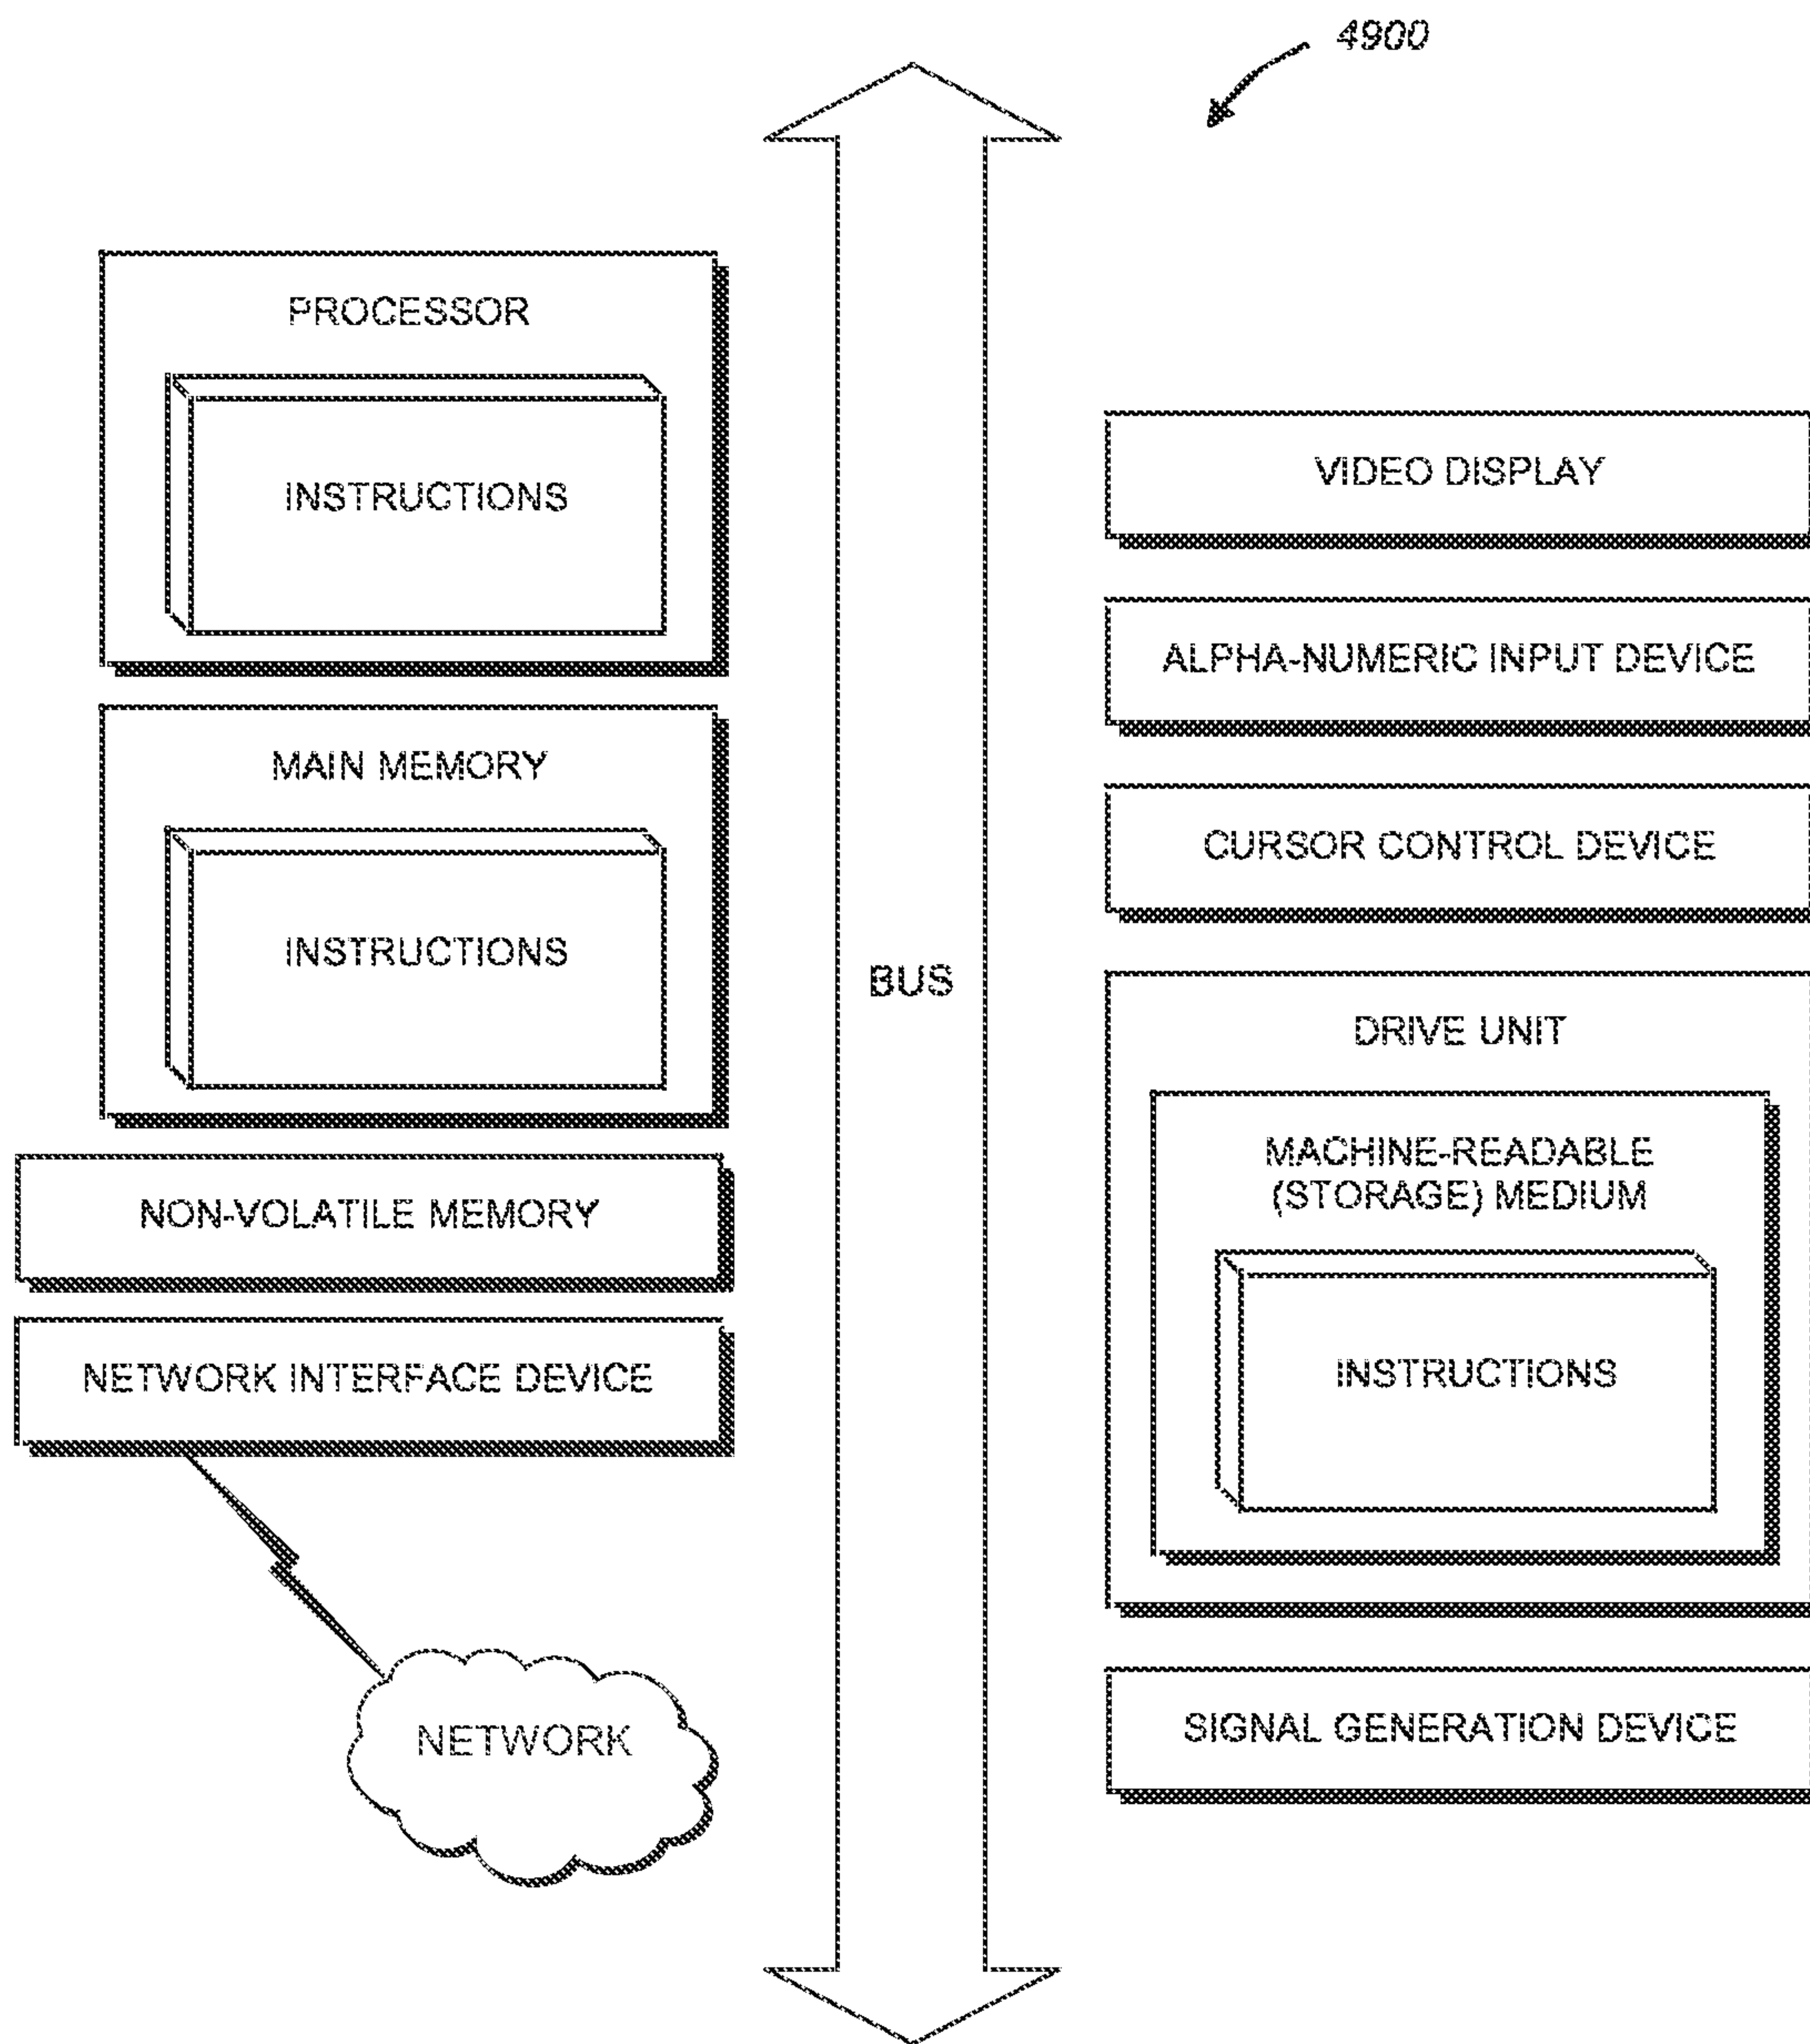 4900
PROCESSOR
INSTRUCTIONS
MAIN MEMORY
INSTRUCTIONS
NON-VOLATILE MEMORY
NETWORK INTERFACE DEVICE
NETWORK
BUS
VIDEO DISPLAY
ALPHA-NUMERIC INPUT DEVICE
CURSOR CONTROL DEVICE
DRIVE UNIT
MACHINE-READABLE
(STORAGE) MEDIUM
INSTRUCTIONS
SIGNAL GENERATION DEVICE